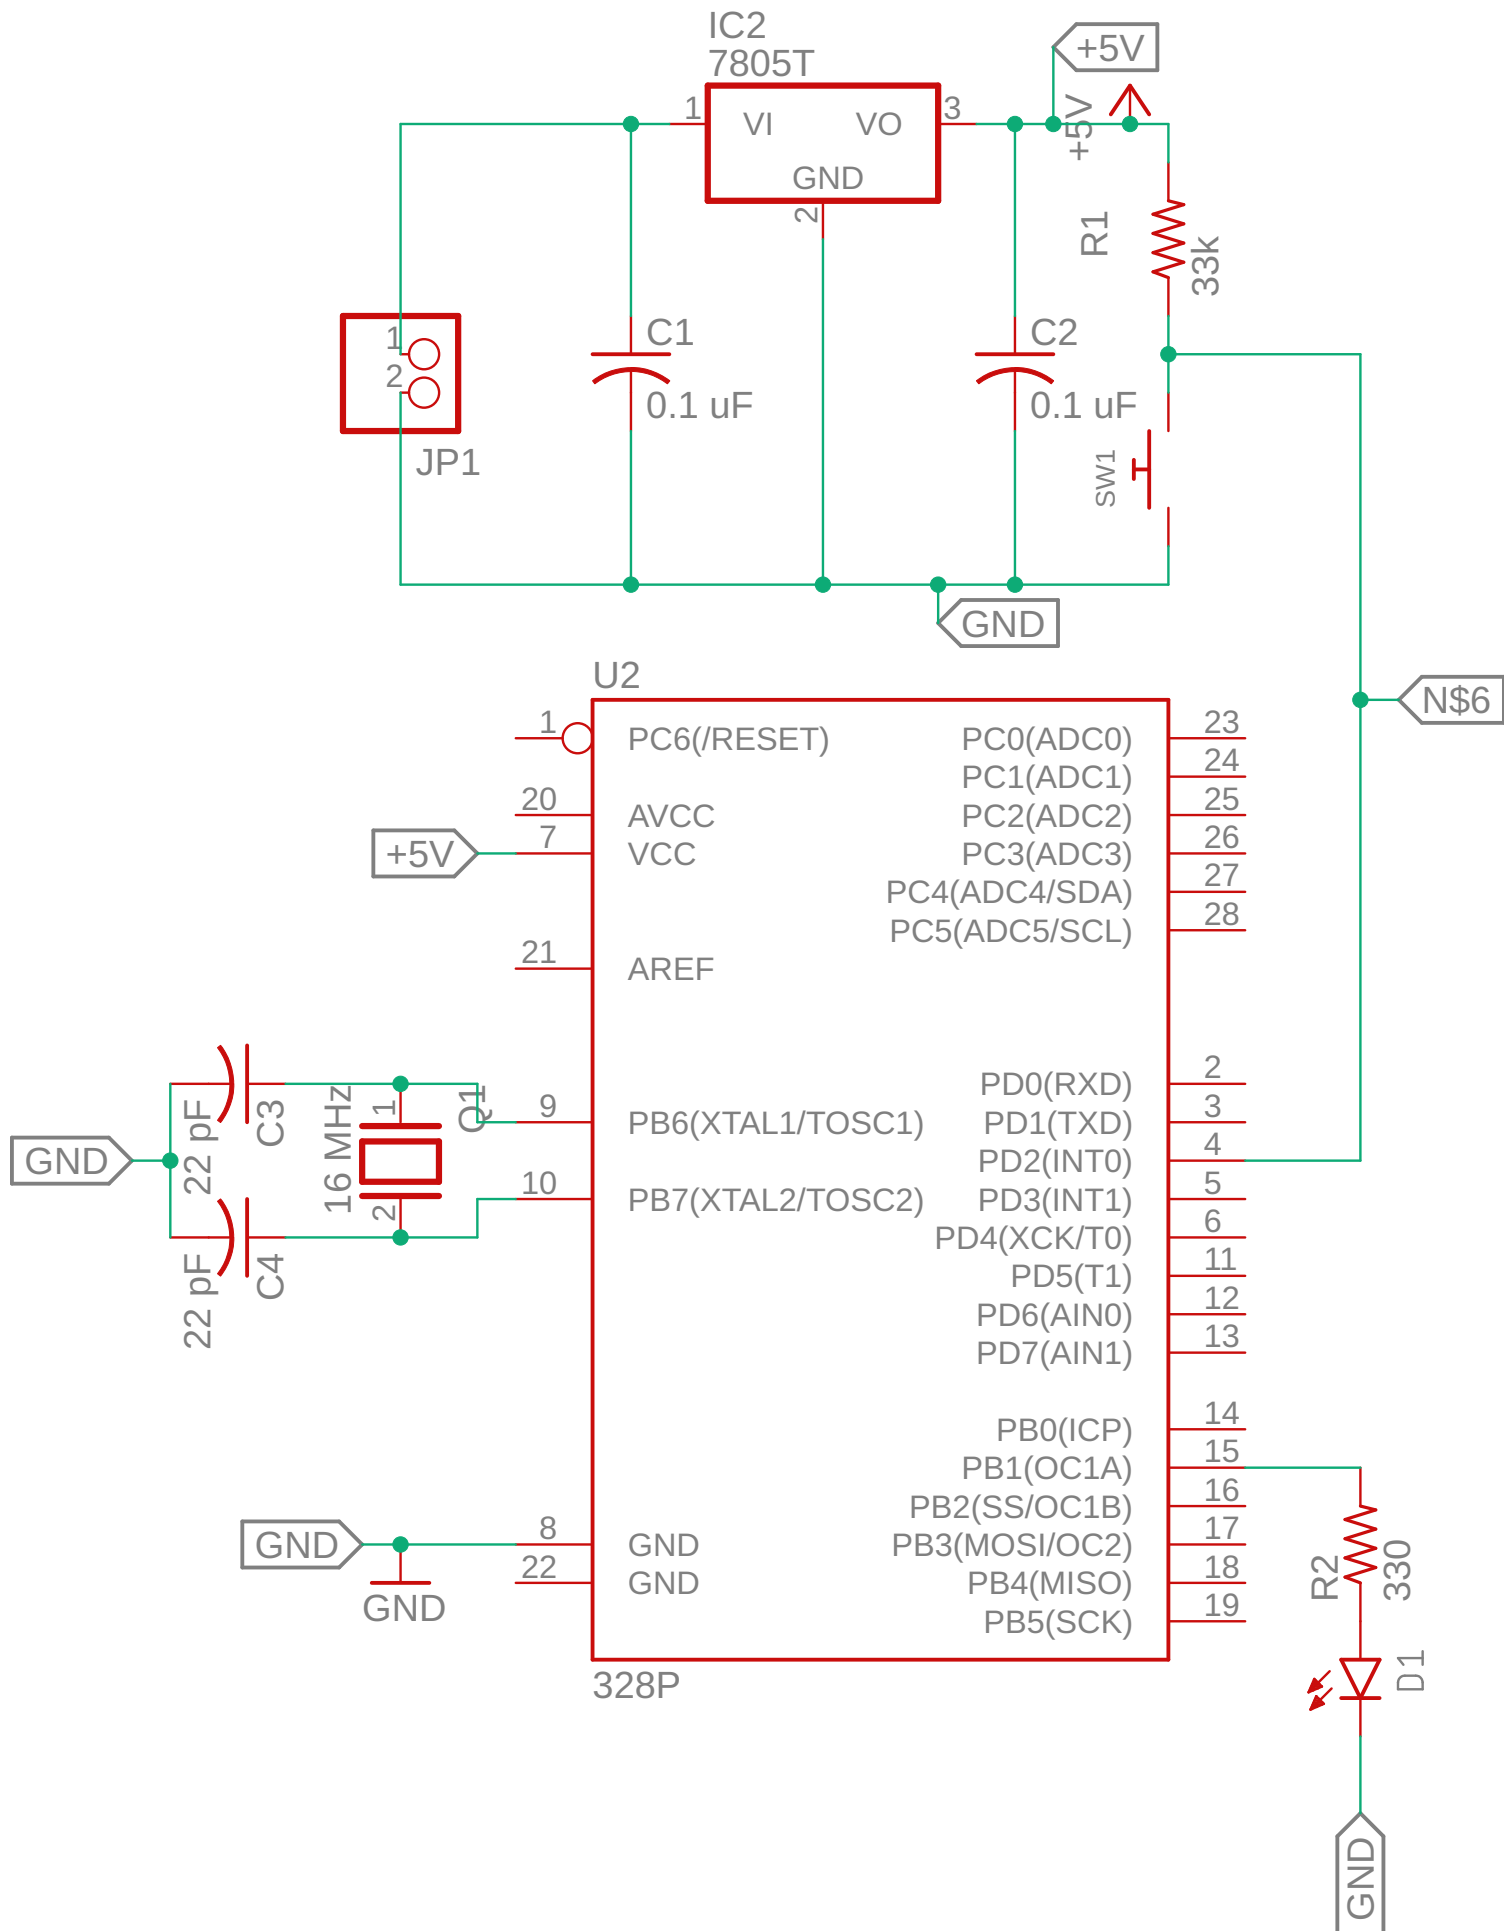 IC2
7805T
+5V
1
VI
VO
3
GND
2
+5V
R1
33k
1
2
JP1
C1
0.1 uF
C2
0.1 uF
SW1
GND
N$6
U2
1
PC6(/RESET)
20
AVCC
+5V
7
VCC
21
AREF
9
PB6(XTAL1/TOSC1)
10
PB7(XTAL2/TOSC2)
8
GND
22
GND
PC0(ADC0)
23
PC1(ADC1)
24
PC2(ADC2)
25
PC3(ADC3)
26
PC4(ADC4/SDA)
27
PC5(ADC5/SCL)
28
PD0(RXD)
2
PD1(TXD)
3
PD2(INT0)
4
PD3(INT1)
5
PD4(XCK/T0)
6
PD5(T1)
11
PD6(AIN0)
12
PD7(AIN1)
13
PB0(ICP)
14
PB1(OC1A)
15
PB2(SS/OC1B)
16
PB3(MOSI/OC2)
17
PB4(MISO)
18
PB5(SCK)
19
328P
GND
22 pF
C3
22 pF
C4
16 MHz
1
2
Q1
GND
GND
R2
330
D1
GND